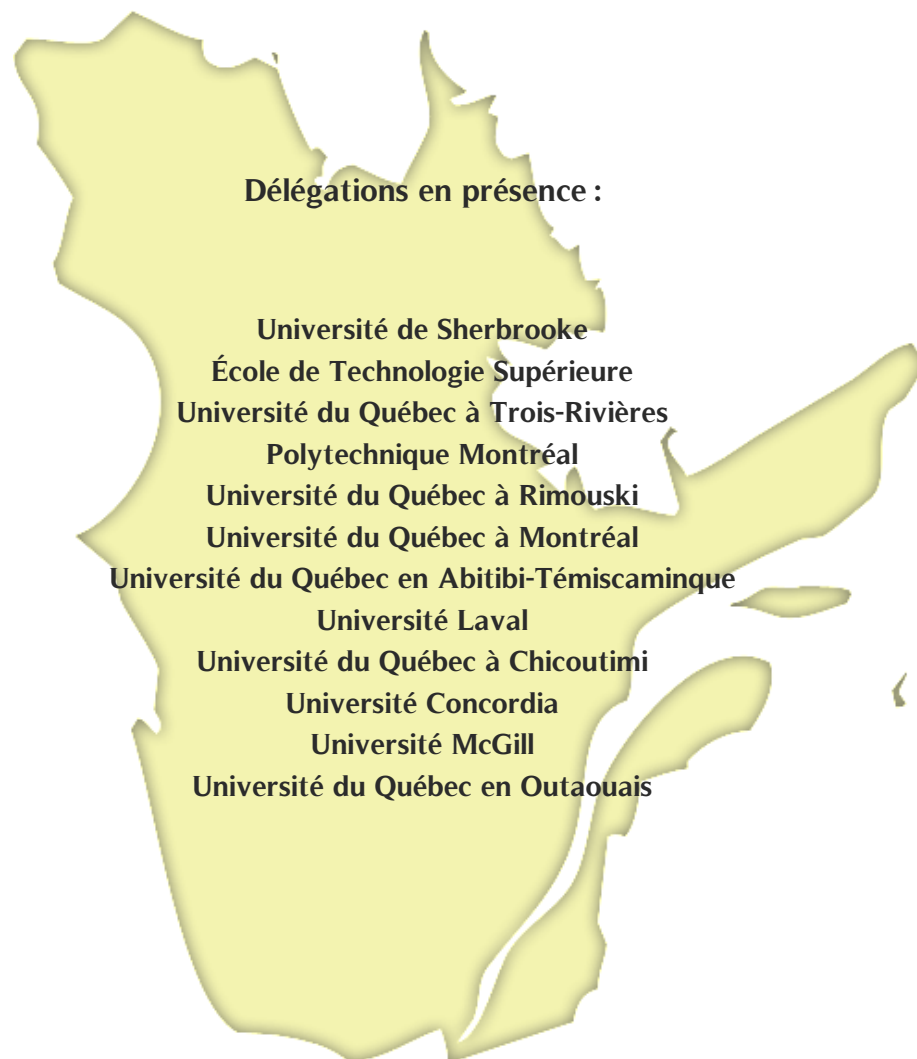 Délégations en présence :
Université de Sherbrooke
École de Technologie Supérieure
Université du Québec à Trois-Rivières
Polytechnique Montréal
Université du Québec à Rimouski
Université du Québec à Montréal
Université du Québec en Abitibi-Témiscaminque
Université Laval
Université du Québec à Chicoutimi
Université Concordia
Université McGill
Université du Québec en Outaouais